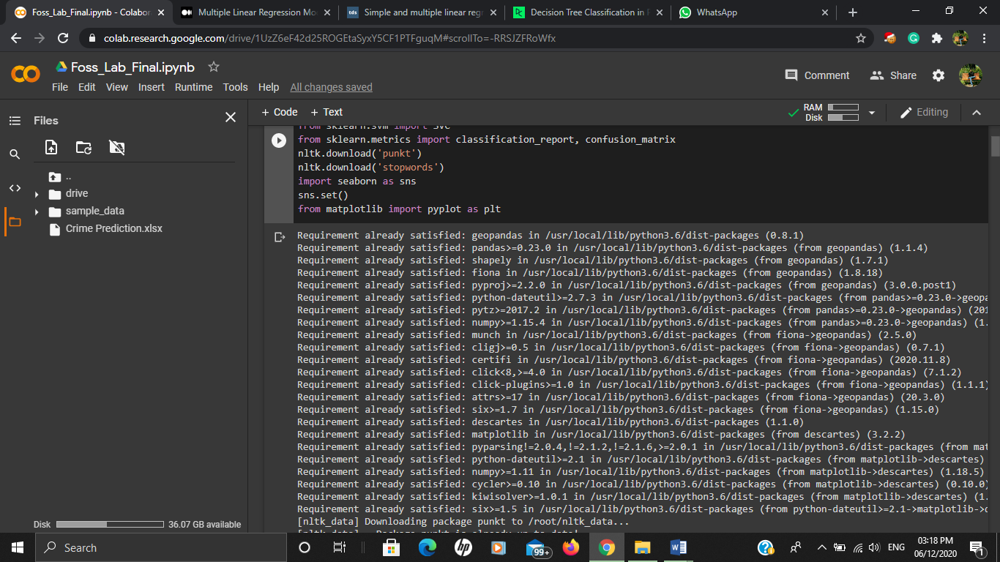 Foss_Lab_Final.ipynb - Colabor
Multiple Linear Regression Mo
tds
Simple and multiple linear regr
Decision Tree Classification in P
WhatsApp
colab.research.google.com/drive/1UzZ6eF42d25ROGEtaSyxY5CF1PTFguqM#scrollTo=-RRSJZFRoWfx
Foss_Lab_Final.ipynb
Comment
Share
File Edit View Insert Runtime Tools Help All changes saved
Files
+ Code + Text
RAM
Disk
Editing
..
drive
sample_data
Crime Prediction.xlsx
from sklearn.svm import SVC
from sklearn.metrics import classification_report, confusion_matrix
nltk.download('punkt')
nltk.download('stopwords')
import seaborn as sns
sns.set()
from matplotlib import pyplot as plt
Requirement already satisfied: geopandas in /usr/local/lib/python3.6/dist-packages (0.8.1)
Requirement already satisfied: pandas>=0.23.0 in /usr/local/lib/python3.6/dist-packages (from geopandas) (1.1.4)
Requirement already satisfied: shapely in /usr/local/lib/python3.6/dist-packages (from geopandas) (1.7.1)
Requirement already satisfied: fiona in /usr/local/lib/python3.6/dist-packages (from geopandas) (1.8.18)
Requirement already satisfied: pyproj>=2.2.0 in /usr/local/lib/python3.6/dist-packages (from geopandas) (3.0.0.post1)
Requirement already satisfied: python-dateutil>=2.7.3 in /usr/local/lib/python3.6/dist-packages (from pandas>=0.23.0->geopa
Requirement already satisfied: pytz>=2017.2 in /usr/local/lib/python3.6/dist-packages (from pandas>=0.23.0->geopandas) (201
Requirement already satisfied: numpy>=1.15.4 in /usr/local/lib/python3.6/dist-packages (from pandas>=0.23.0->geopandas) (1.
Requirement already satisfied: munch in /usr/local/lib/python3.6/dist-packages (from fiona->geopandas) (2.5.0)
Requirement already satisfied: cligj>=0.5 in /usr/local/lib/python3.6/dist-packages (from fiona->geopandas) (0.7.1)
Requirement already satisfied: certifi in /usr/local/lib/python3.6/dist-packages (from fiona->geopandas) (2020.11.8)
Requirement already satisfied: click<8,>=4.0 in /usr/local/lib/python3.6/dist-packages (from fiona->geopandas) (7.1.2)
Requirement already satisfied: click-plugins>=1.0 in /usr/local/lib/python3.6/dist-packages (from fiona->geopandas) (1.1.1)
Requirement already satisfied: attrs>=17 in /usr/local/lib/python3.6/dist-packages (from fiona->geopandas) (20.3.0)
Requirement already satisfied: six>=1.7 in /usr/local/lib/python3.6/dist-packages (from fiona->geopandas) (1.15.0)
Requirement already satisfied: descartes in /usr/local/lib/python3.6/dist-packages (1.1.0)
Requirement already satisfied: matplotlib in /usr/local/lib/python3.6/dist-packages (from descartes) (3.2.2)
Requirement already satisfied: pyparsing!=2.0.4,!=2.1.2,!=2.1.6,>=2.0.1 in /usr/local/lib/python3.6/dist-packages (from mat
Requirement already satisfied: python-dateutil>=2.1 in /usr/local/lib/python3.6/dist-packages (from matplotlib->descartes)
Requirement already satisfied: numpy>=1.11 in /usr/local/lib/python3.6/dist-packages (from matplotlib->descartes) (1.18.5)
Requirement already satisfied: cycler>=0.10 in /usr/local/lib/python3.6/dist-packages (from matplotlib->descartes) (0.10.0)
Requirement already satisfied: kiwisolver>=1.0.1 in /usr/local/lib/python3.6/dist-packages (from matplotlib->descartes) (1.
Requirement already satisfied: six>=1.5 in /usr/local/lib/python3.6/dist-packages (from python-dateutil>=2.1->matplotlib->d
[nltk_data] Downloading package punkt to /root/nltk_data...
[nltk_data] Package punkt is already up-to-date!
Disk 36.07 GB available
Search
hp
99+
ENG
03:18 PM
06/12/2020
1